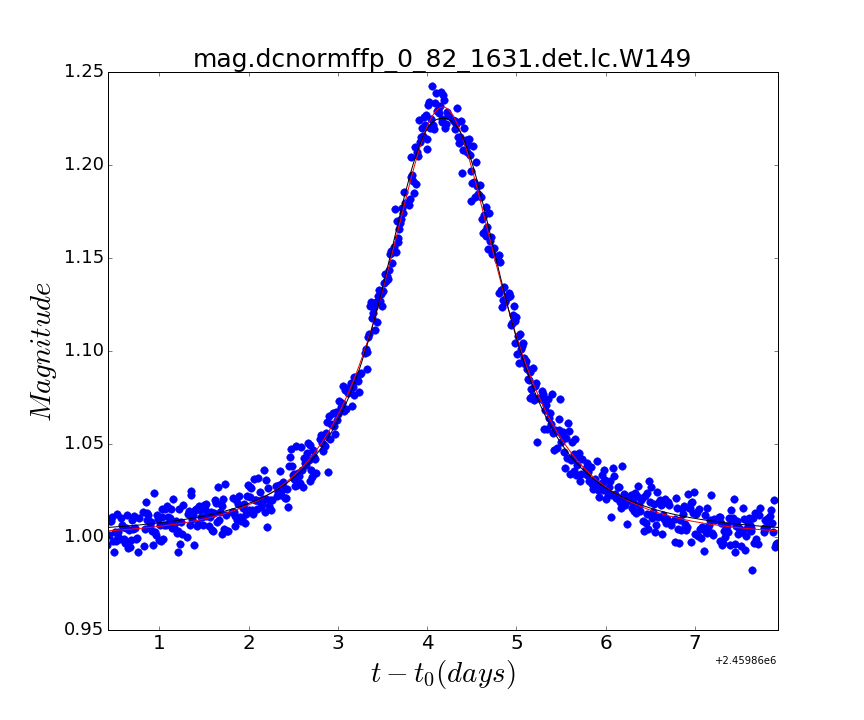 mag.dcnormffp_0_82_1631.det.lc.W149
1.25
1.20
1.15
1.10
1.05
1.00
0.95
Magnitude
1 2 3 4 5 6 7
+2.45986e6
t − t₀(days)